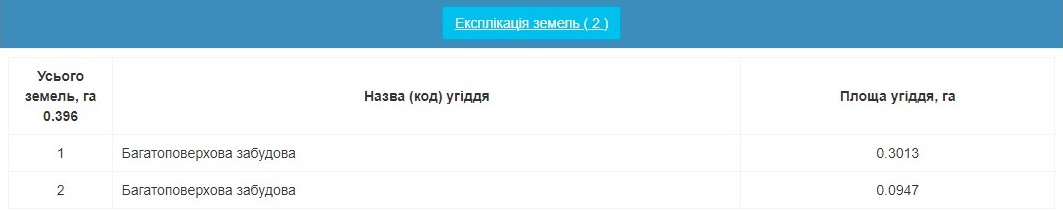 Експлікація земель ( 2 )
Усього
земель, га
0.396
Назва (код) угіддя
Площа угіддя, га
1 Багатоповерхова забудова 0.3013
2 Багатоповерхова забудова 0.0947